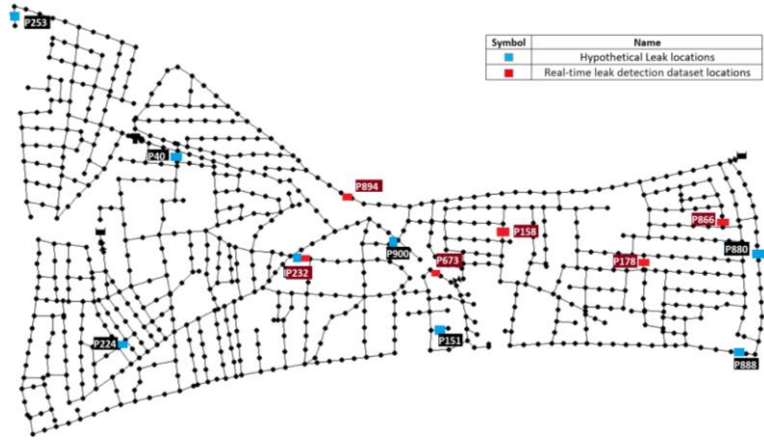 P253
Symbol Name
Hypothetical Leak locations
Real-time leak detection dataset locations
P40
P894
P866
P158
P880
P900
P673
P178
IP232
P224
P151
P888